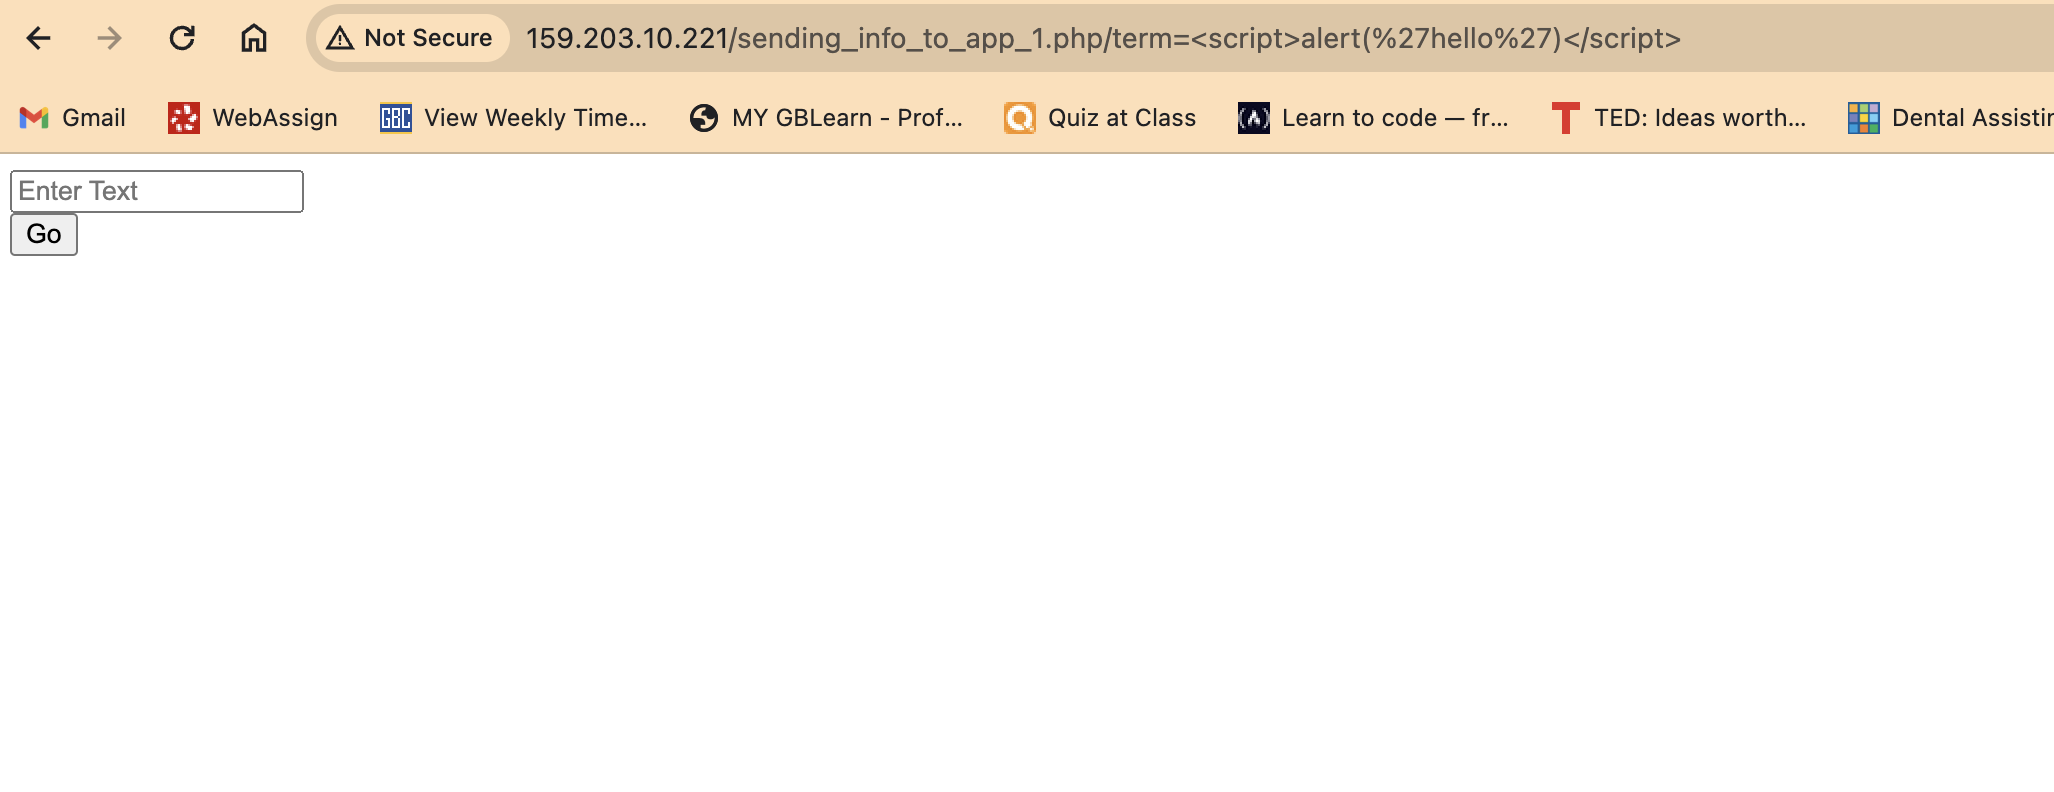 Not Secure 159.203.10.221/sending_info_to_app_1.php/term=<script>alert(%27hello%27)</script>
Gmail WebAssign GBC View Weekly Time... MY GBLearn - Prof... Quiz at Class (A) Learn to code — fr... TED: Ideas worth... Dental Assistin
Enter Text
Go